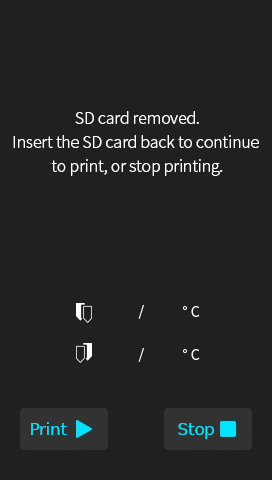 SD card removed.
Insert the SD card back to continue
to print, or stop printing.
/ °C
/ °C
Print
Stop